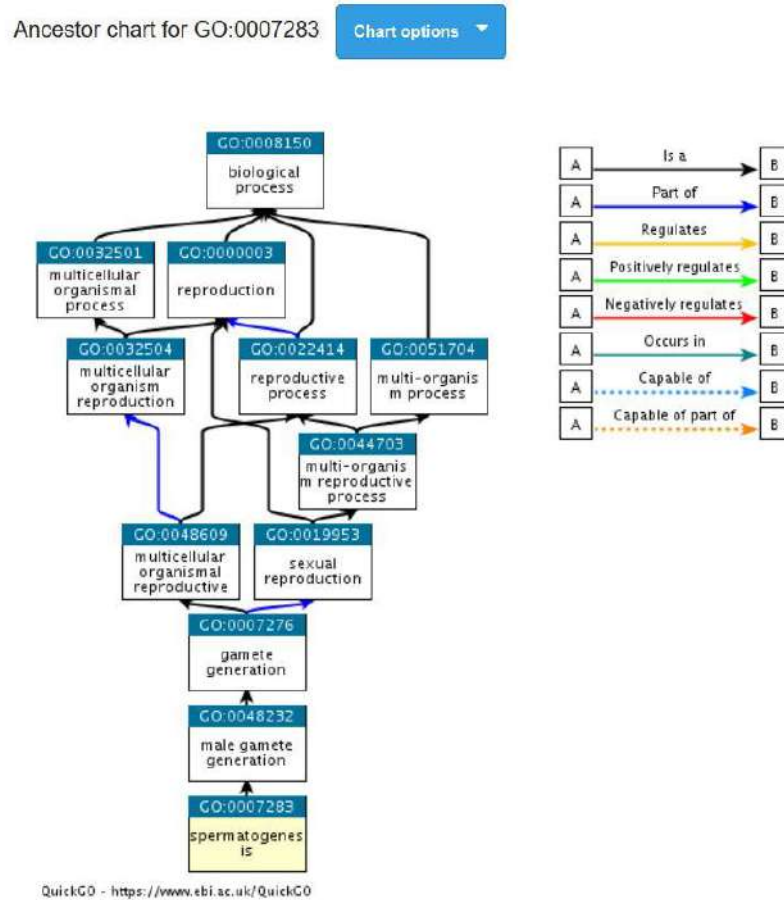 Ancestor chart for GO:0007283
Chart options
GO:0008150
biological
process
GO:0032501
multicellular
organismal
process
GO:0000003
reproduction
GO:0032504
multicellular
organism
reproduction
GO:0022414
reproductive
process
GO:0051704
multi-organis
m process
GO:0044703
multi-organis
m reproductive
process
GO:0048609
multicellular
organismal
reproductive
GO:0019953
sexual
reproduction
GO:0007276
gamete
generation
GO:0048232
male gamete
generation
GO:0007283
spermatogenes
is
A Is a B
A Part of B
A Regulates B
A Positively regulates B
A Negatively regulates B
A Occurs in B
A Capable of B
A Capable of part of B
QuickGO - https://www.ebi.ac.uk/QuickGO